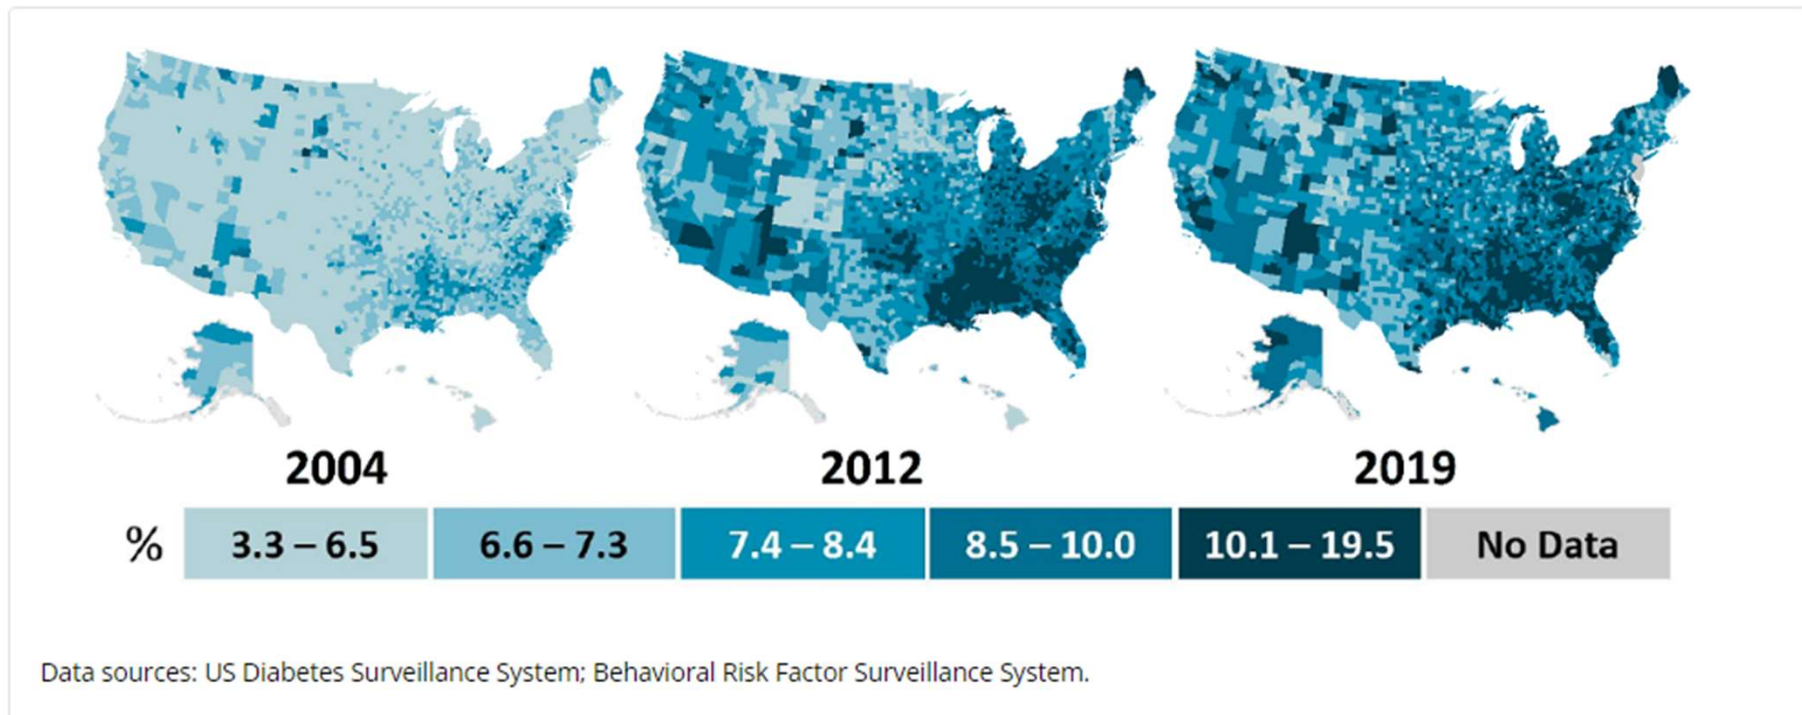 2004 2012 2019
% 3.3 – 6.5 6.6 – 7.3 7.4 – 8.4 8.5 – 10.0 10.1 – 19.5 No Data
Data sources: US Diabetes Surveillance System; Behavioral Risk Factor Surveillance System.